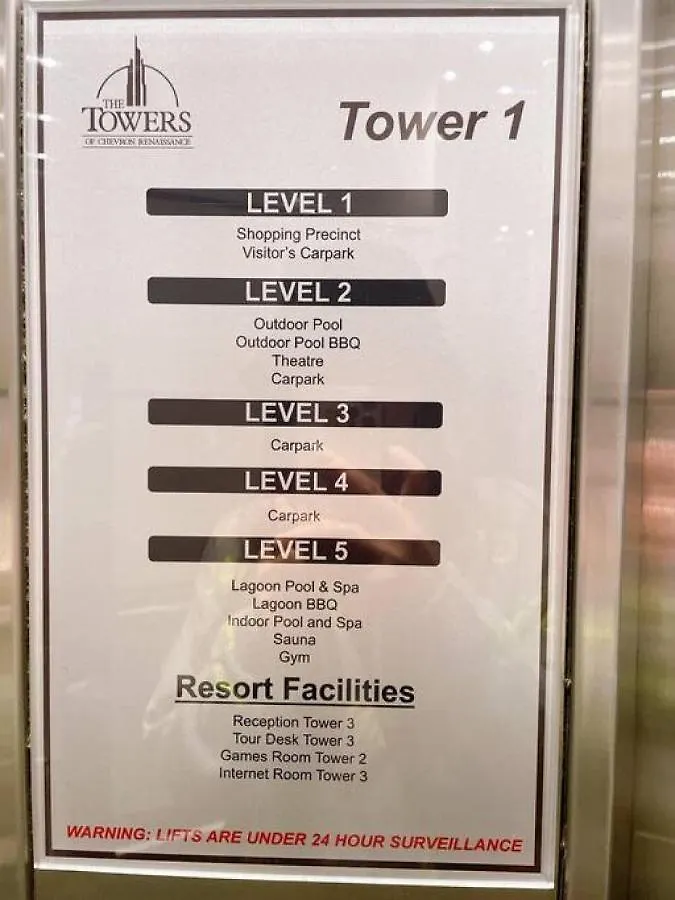 THE
TOWERS
OF CHEVRON RENAISSANCE
Tower 1
LEVEL 1
Shopping Precinct
Visitor's Carpark
LEVEL 2
Outdoor Pool
Outdoor Pool BBQ
Theatre
Carpark
LEVEL 3
Carpark
LEVEL 4
Carpark
LEVEL 5
Lagoon Pool & Spa
Lagoon BBQ
Indoor Pool and Spa
Sauna
Gym
Resort Facilities
Reception Tower 3
Tour Desk Tower 3
Games Room Tower 2
Internet Room Tower 3
WARNING: LIFTS ARE UNDER 24 HOUR SURVEILLANCE